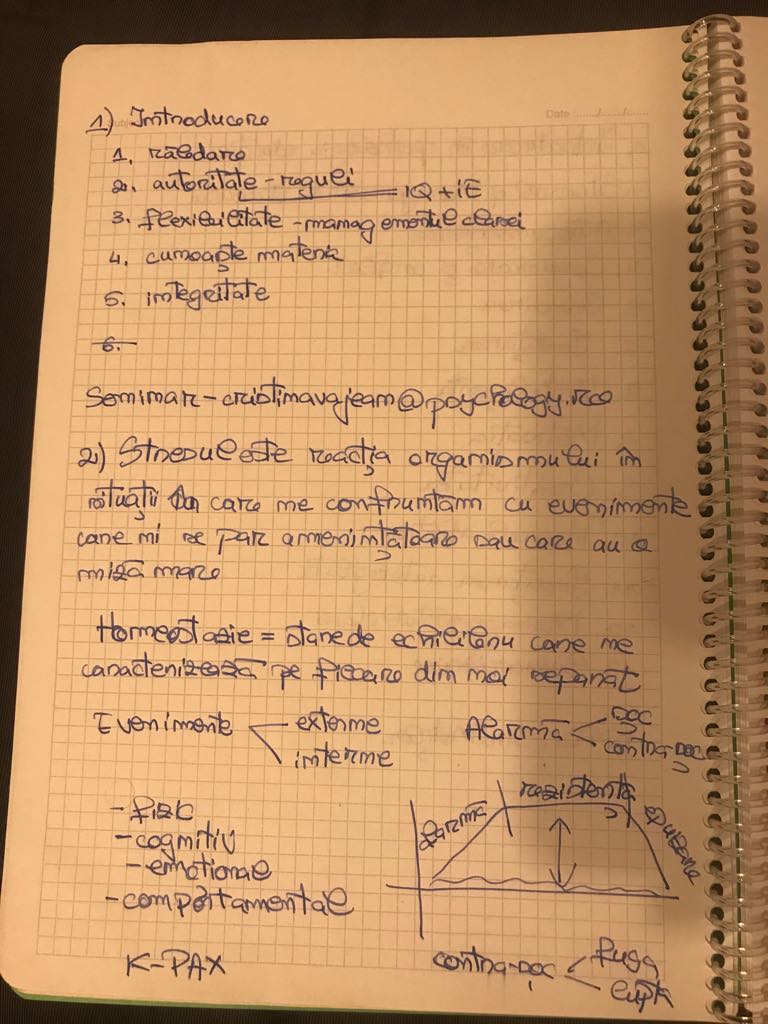 1) Introducere
Date :....../....../......
1. răbdare
2. autoritate - reguli
IQ + iE
3. flexibilitate - managementul clasei
4. cunoaște materia
5. integritate
6.
Seminar - cristinavajean@psychology.ro
2) Stresul este reacția organismului în
situații în care ne confruntăm cu evenimente
care ni se par amenințătoare sau care au o
miză mare
Homeostazie = stare de echilibru care ne
caracterizează pe fiecare din noi separat
Evenimente externe
interne
Alarmă șoc
contra-șoc
- fizic
- cognitiv
- emoțional
- comportamental
alarmă
rezistență
epuizare
K-PAX
contra-șoc fugă
luptă